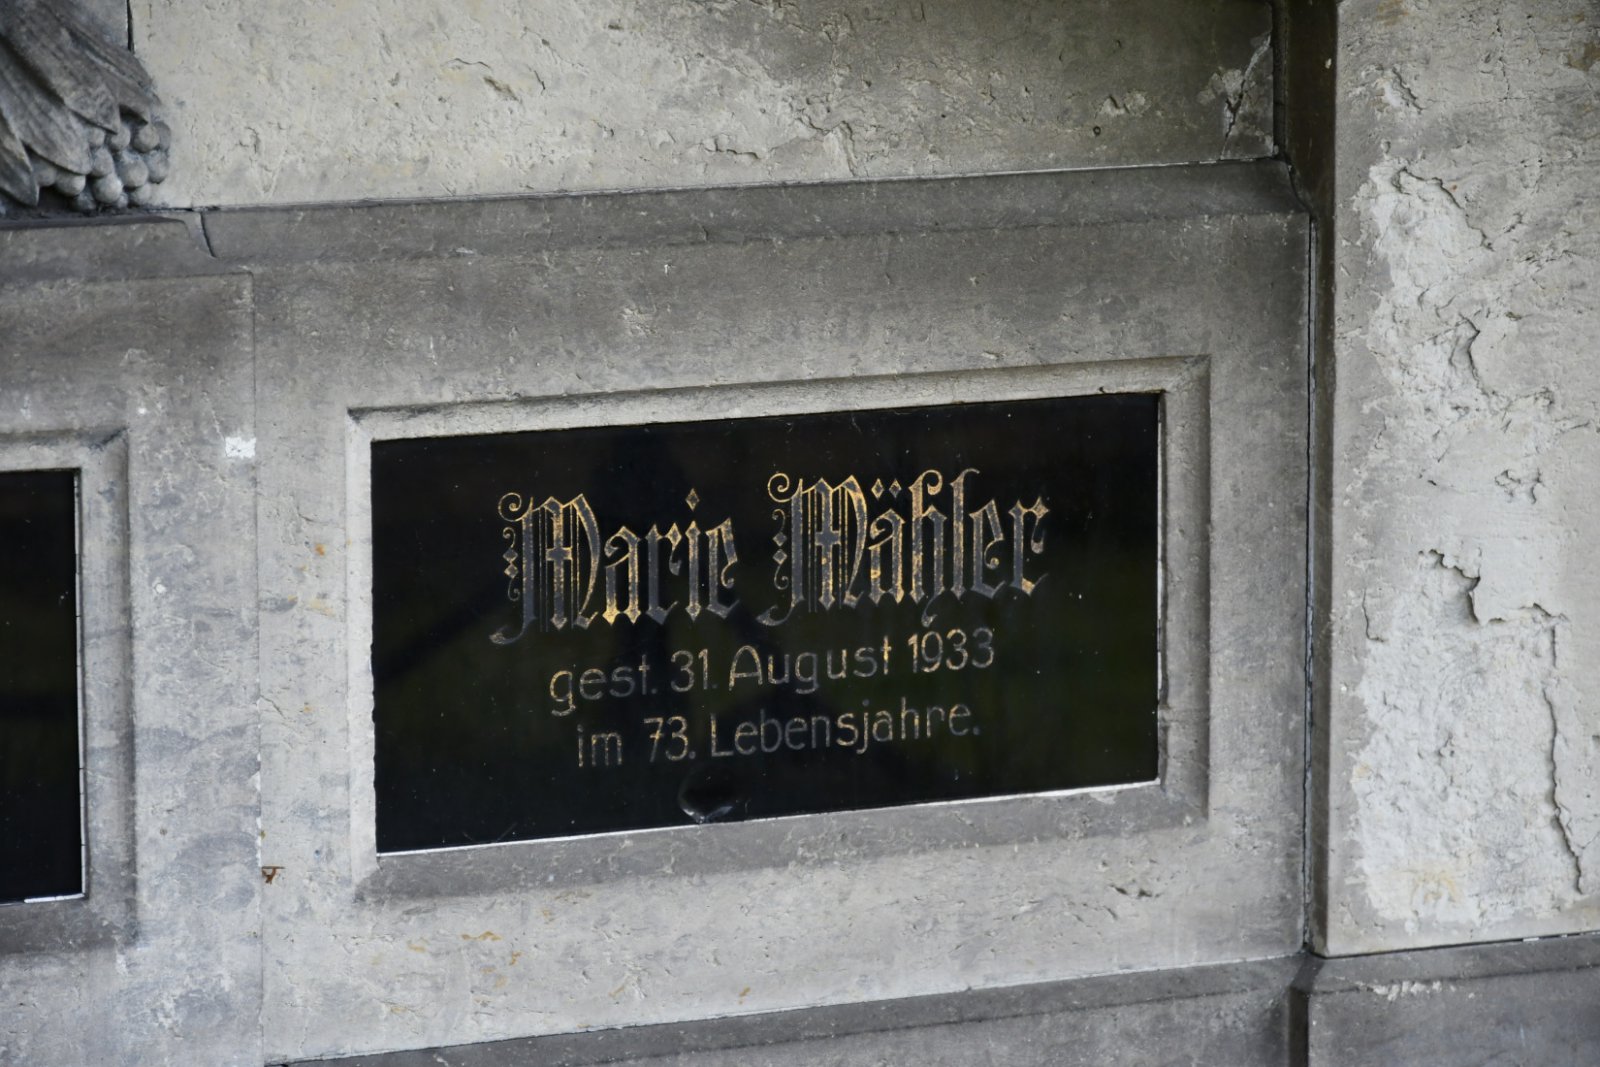 Marie Mähler
gest. 31. August 1933
im 73. Lebensjahre.